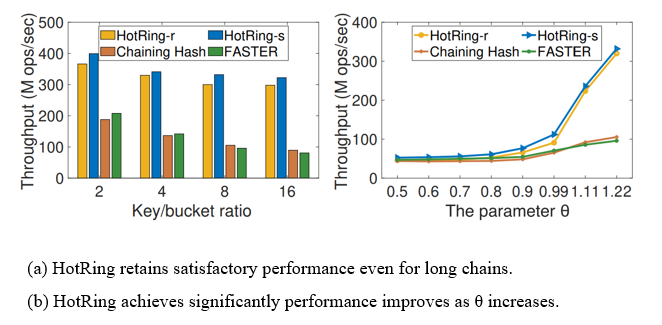 500
400
300
200
100
0
Throughput (M ops/sec)
HotRing-r HotRing-s
Chaining Hash FASTER
2 4 8 16
Key/bucket ratio
400
300
200
100
0
Throughput (M ops/sec)
HotRing-r HotRing-s
Chaining Hash FASTER
0.5 0.6 0.7 0.8 0.9 0.99 1.11 1.22
The parameter θ
(a) HotRing retains satisfactory performance even for long chains.
(b) HotRing achieves significantly performance improves as θ increases.